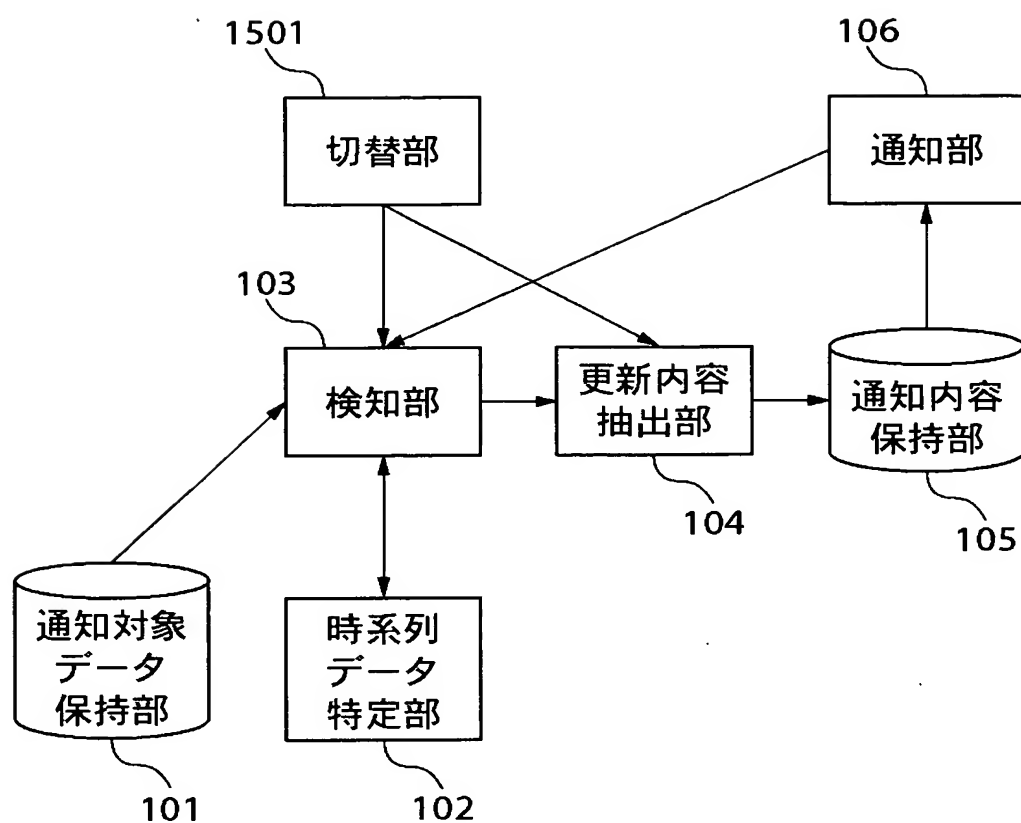 1501
106
切替部
通知部
103
検知部
更新内容
抽出部
通知内容
保持部
104
105
通知対象
データ
保持部
時系列
データ
特定部
101
102